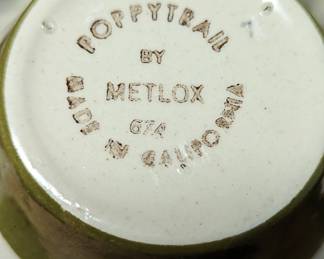 POPPYTRAIL
BY
METLOX
67A
MADE IN CALIFORNIA